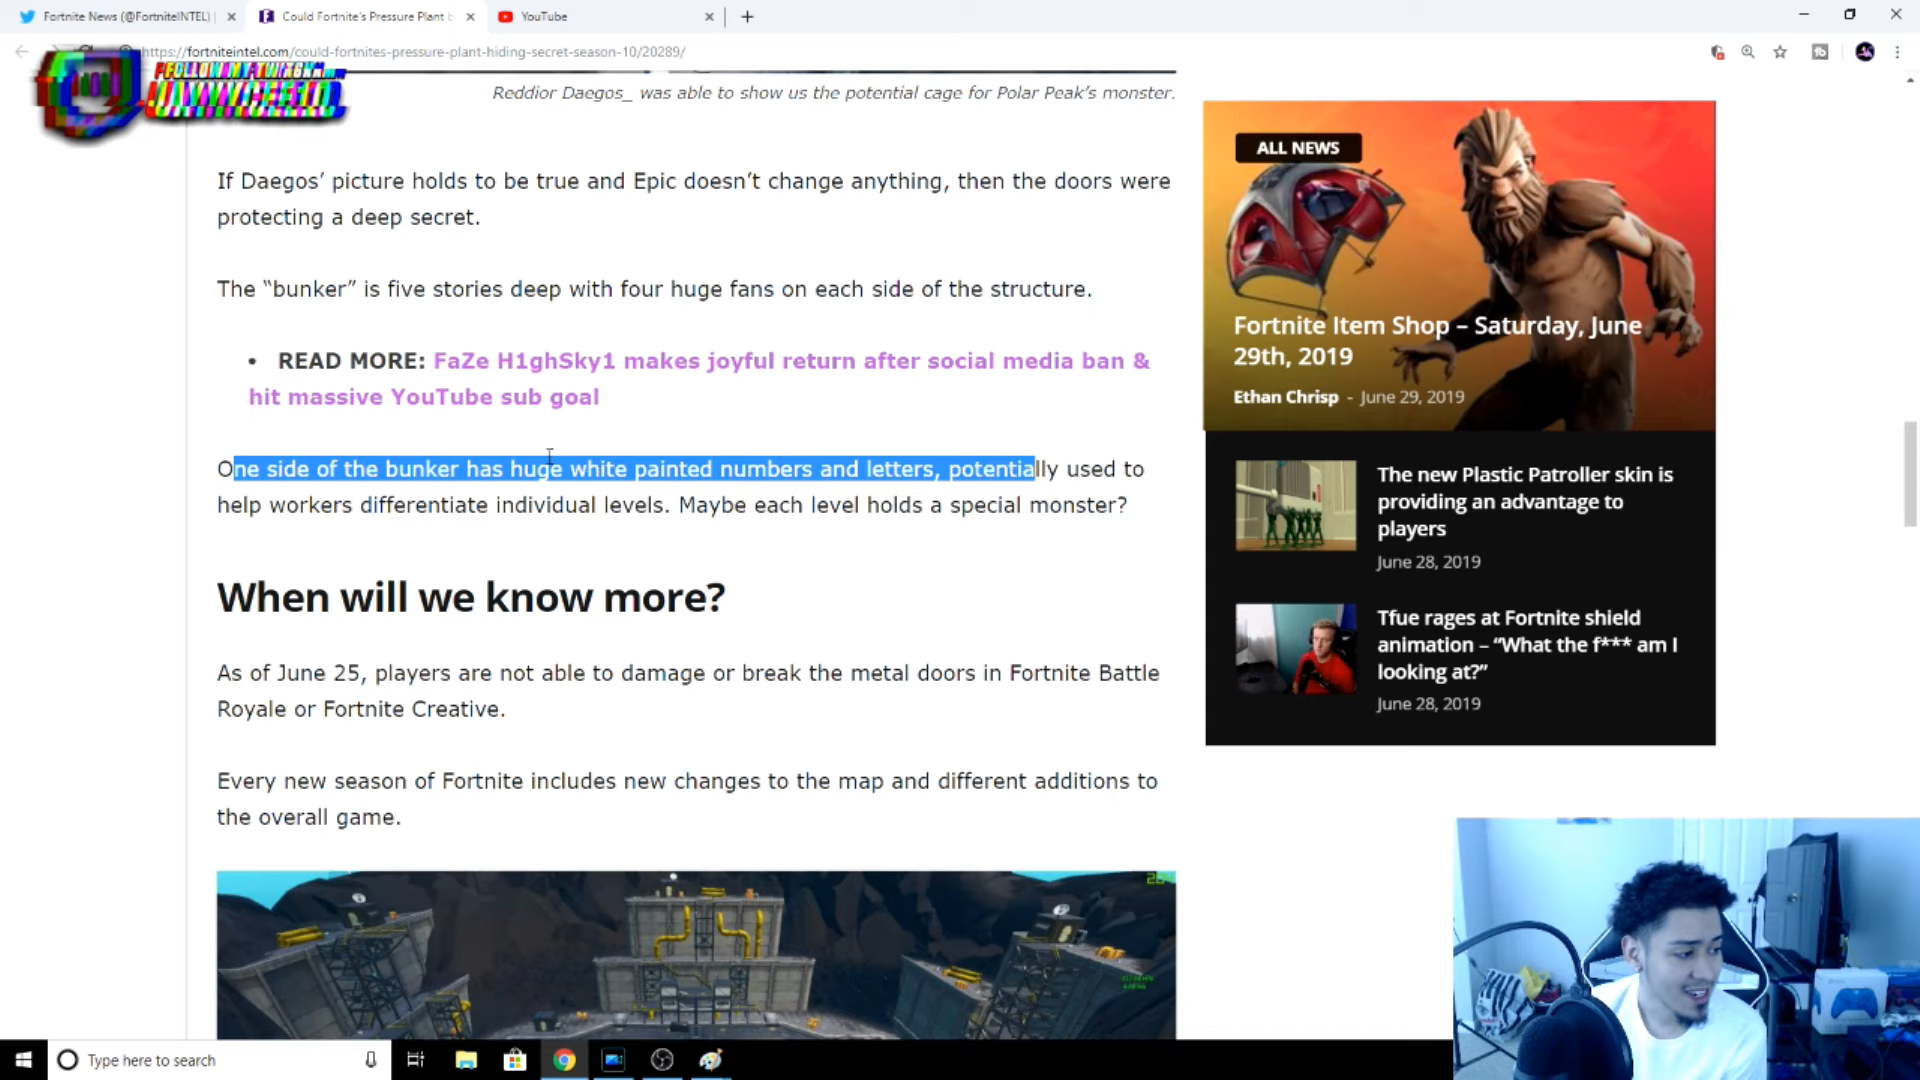 Fortnite News (@FortniteINTEL) |
Could Fortnite's Pressure Plant b
YouTube
https://fortniteintel.com/could-fortnites-pressure-plant-hiding-secret-season-10/20289/
Reddior Daegos_ was able to show us the potential cage for Polar Peak's monster.
If Daegos' picture holds to be true and Epic doesn't change anything, then the doors were
protecting a deep secret.
The “bunker” is five stories deep with four huge fans on each side of the structure.
• READ MORE: FaZe H1ghSky1 makes joyful return after social media ban &
hit massive YouTube sub goal
One side of the bunker has huge white painted numbers and letters, potentially used to
help workers differentiate individual levels. Maybe each level holds a special monster?
When will we know more?
As of June 25, players are not able to damage or break the metal doors in Fortnite Battle
Royale or Fortnite Creative.
Every new season of Fortnite includes new changes to the map and different additions to
the overall game.
ALL NEWS
Fortnite Item Shop – Saturday, June
29th, 2019
Ethan Chrisp - June 29, 2019
The new Plastic Patroller skin is
providing an advantage to
players
June 28, 2019
Tfue rages at Fortnite shield
animation – “What the f*** am I
looking at?”
June 28, 2019
Type here to search